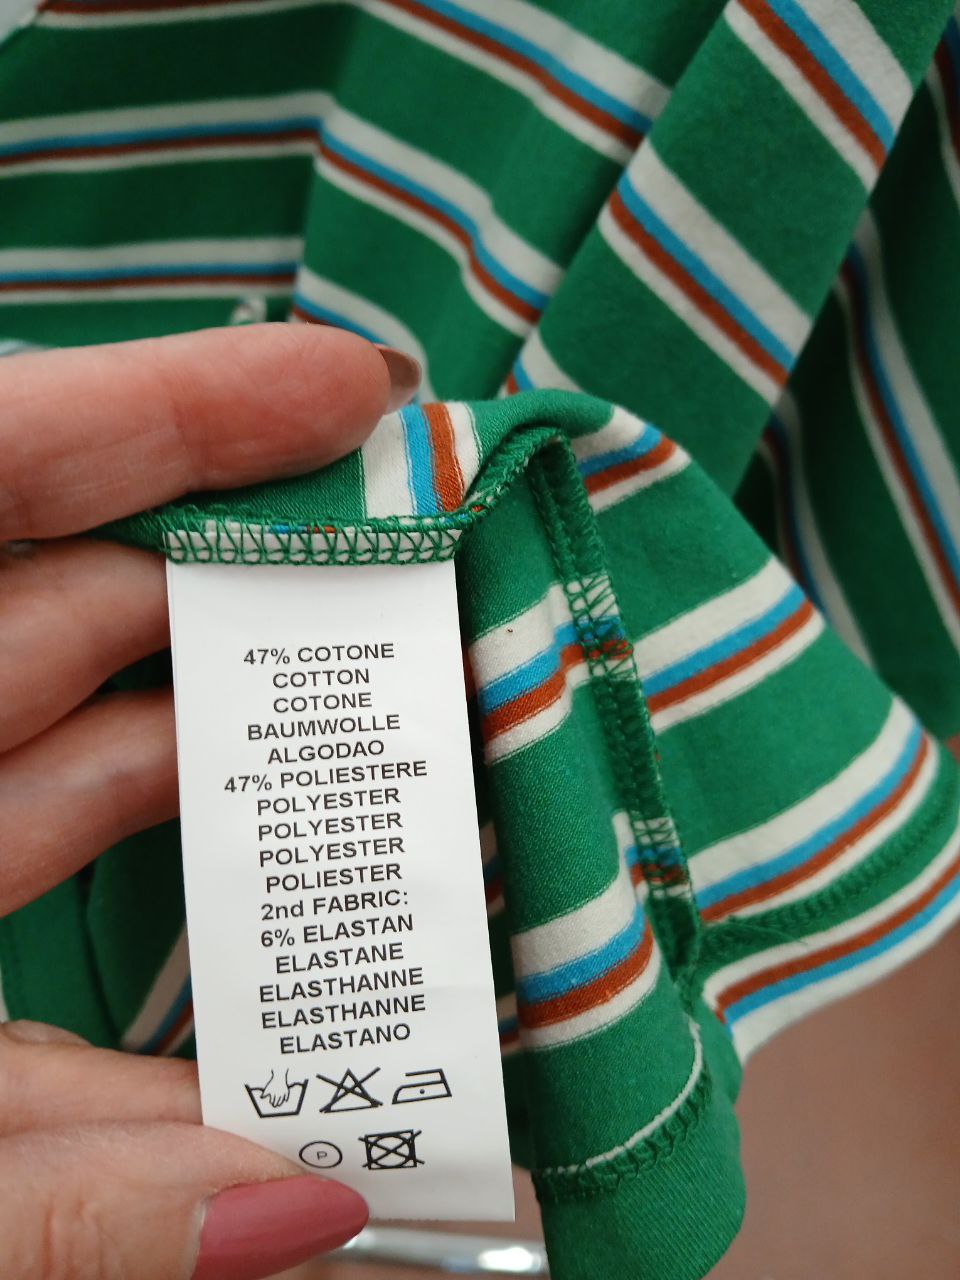 47% COTONE
COTTON
COTONE
BAUMWOLLE
ALGODAO
47% POLIESTERE
POLYESTER
POLYESTER
POLYESTER
POLIESTER
2nd FABRIC:
6% ELASTAN
ELASTANE
ELASTHANNE
ELASTHANNE
ELASTANO
P